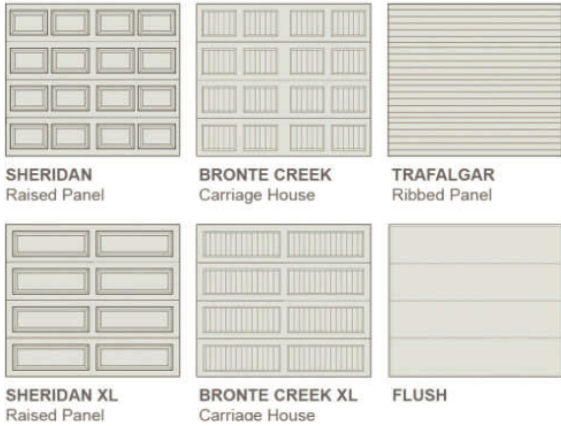 SHERIDAN
Raised Panel
BRONTE CREEK
Carriage House
TRAFALGAR
Ribbed Panel
SHERIDAN XL
Raised Panel
BRONTE CREEK XL
Carriage House
FLUSH